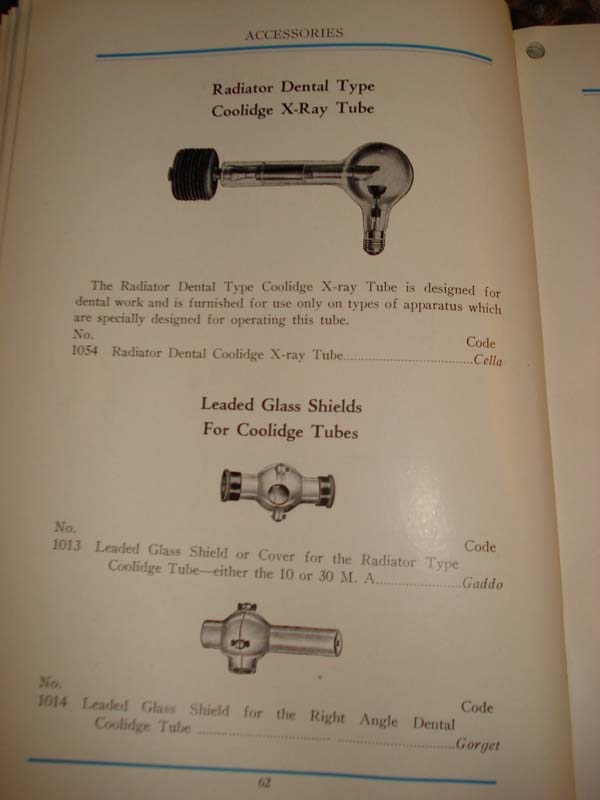 ACCESSORIES
Radiator Dental Type
Coolidge X-Ray Tube
The Radiator Dental Type Coolidge X-ray Tube is designed for
dental work and is furnished for use only on types of apparatus which
are specially designed for operating this tube.
No. Code
1054 Radiator Dental Coolidge X-ray Tube................................Cella
Leaded Glass Shields
For Coolidge Tubes
No. Code
1013 Leaded Glass Shield or Cover for the Radiator Type
Coolidge Tube—either the 10 or 30 M. A.....................Gaddo
No. Code
1014 Leaded Glass Shield for the Right Angle Dental
Coolidge Tube ................................. ..............................Gorget
62